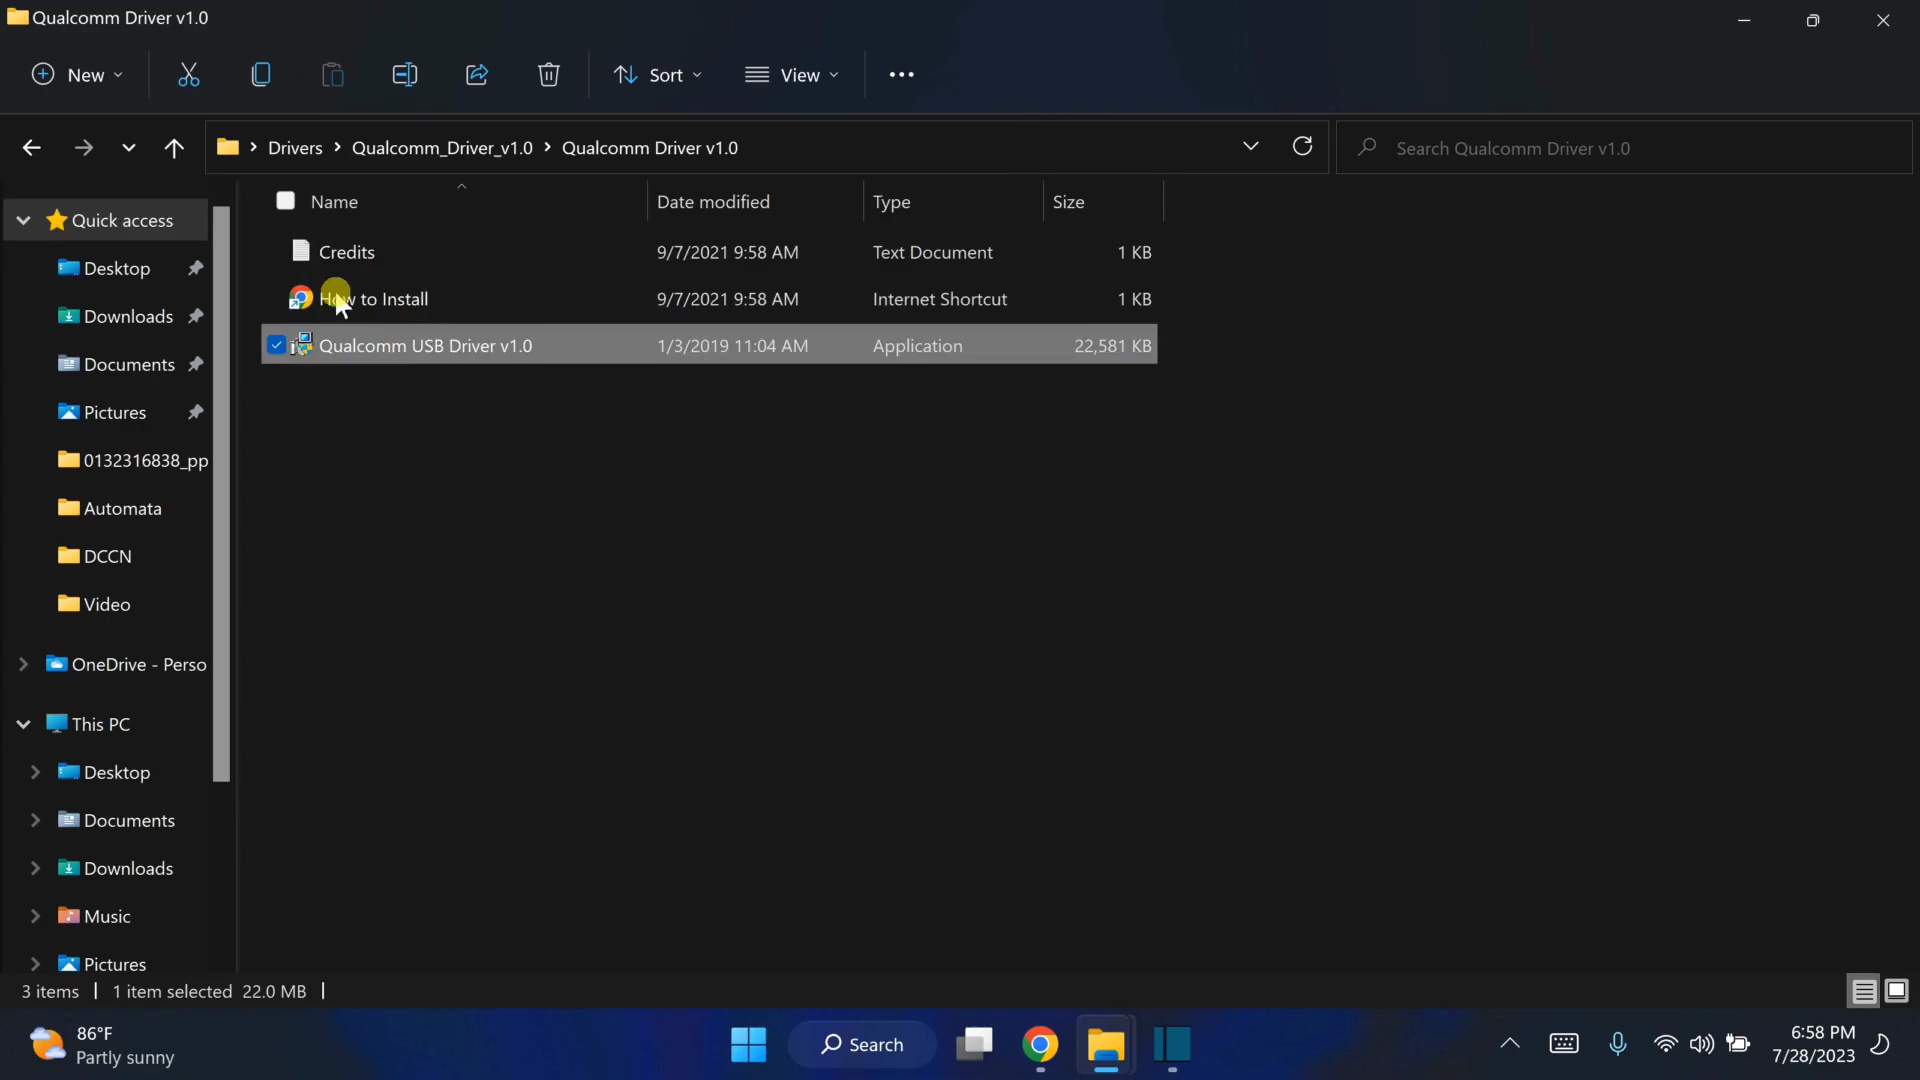 Qualcomm Driver v1.0
New
Sort
View
Drivers > Qualcomm_Driver_v1.0 > Qualcomm Driver v1.0
Search Qualcomm Driver v1.0
Name Date modified Type Size
Credits 9/7/2021 9:58 AM Text Document 1 KB
How to Install 9/7/2021 9:58 AM Internet Shortcut 1 KB
Qualcomm USB Driver v1.0 1/3/2019 11:04 AM Application 22,581 KB
Quick access
Desktop
Downloads
Documents
Pictures
0132316838_pp
Automata
DCCN
Video
OneDrive - Perso
This PC
Desktop
Documents
Downloads
Music
Pictures
3 items | 1 item selected 22.0 MB |
86°F
Partly sunny
Search
6:58 PM
7/28/2023